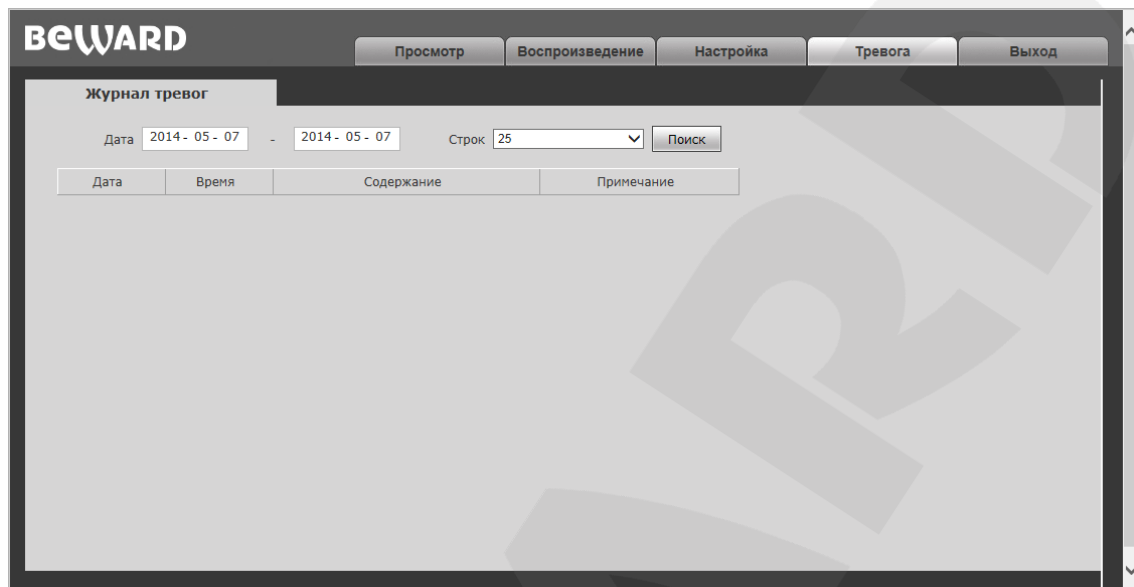 BEWARD
Просмотр Воспроизведение Настройка Тревога Выход
Журнал тревог
Дата 2014 - 05 - 07 - 2014 - 05 - 07 Строк 25 Поиск
Дата Время Содержание Примечание